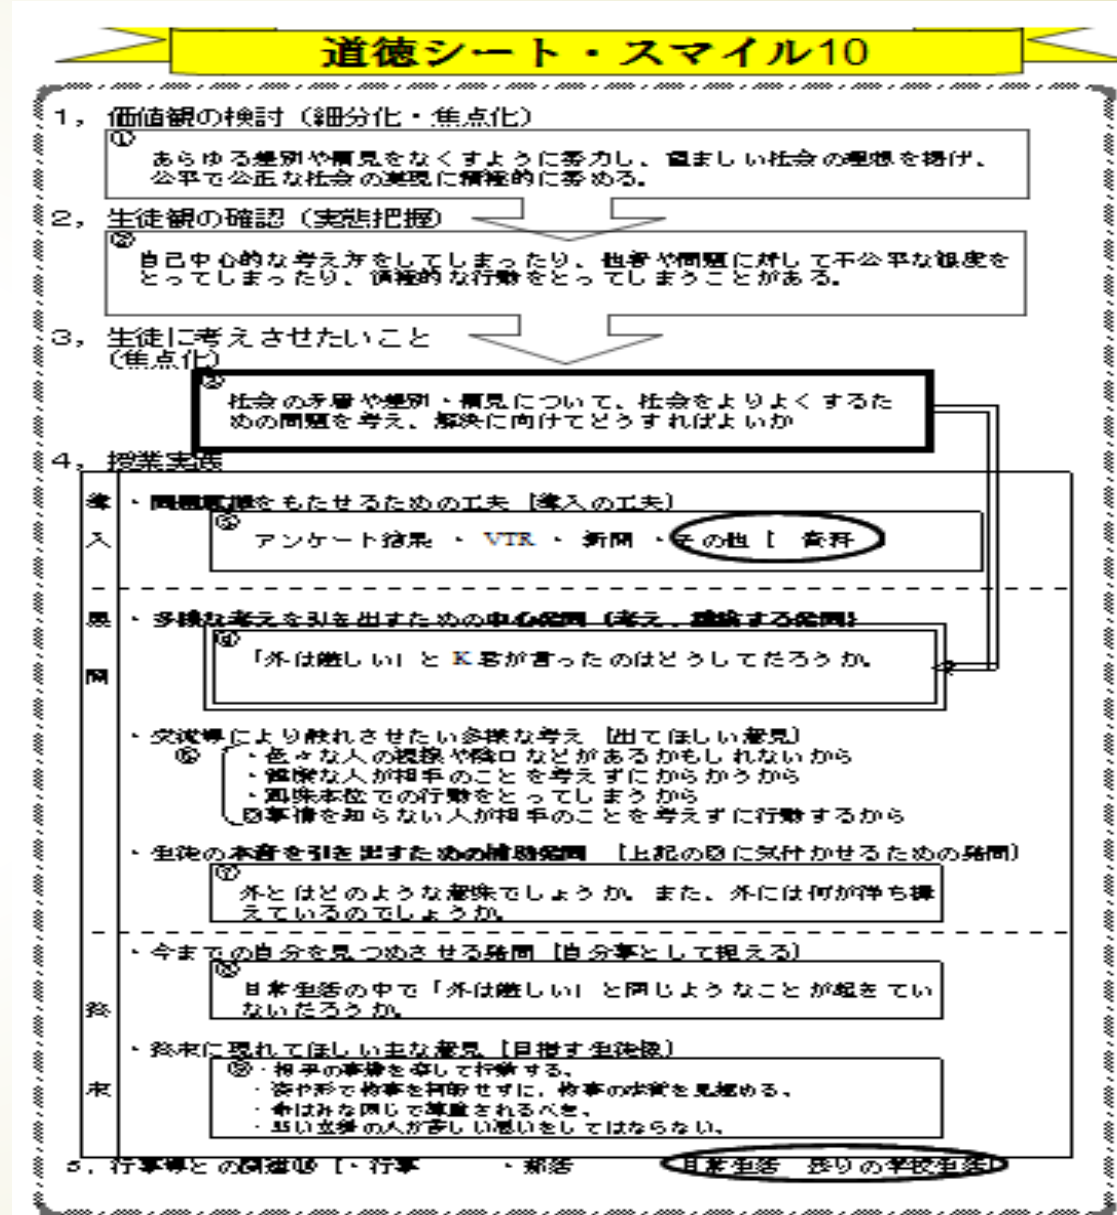 道徳シート・スマイル10
1，価値観の検討（細分化・焦点化）
①
あらゆる差別や偏見をなくすように努力し、望ましい社会の理想を掲げ、
公平で公正な社会の実現に積極的に努める。
2，生徒観の確認（実態把握）
②
自己中心的な考え方をしてしまったり、他者や問題に対して不公平な態度を
とってしまったり、消極的な行動をとってしまうことがある。
3，生徒に考えさせたいこと
（焦点化）
③
社会の矛盾や差別・偏見について、社会をよりよくするた
めの問題を考え、解決に向けてどうすればよいか
4，授業実践
導入
・問題意識をもたせるための工夫［導入の工夫］
⑤
アンケート結果 ・ VTR ・ 新聞 ・その他［ 資料
展開
・多様な考えを引き出すための中心発問（考え，議論する発問）
④
「外は厳しい」とK君が言ったのはどうしてだろうか。
・交流等により触れさせたい多様な考え［出てほしい意見］
⑥
・色々な人の視線や陰口などがあるかもしれないから
・健康な人が相手のことを考えずにからかうから
・興味本位での行動をとってしまうから
事情を知らない人が相手のことを考えずに行動するから
・生徒の本音を引き出すための補助発問 ［上記の に気付かせるための発問］
⑦
外とはどのような意味でしょうか。また、外には何が待ち構
えているのでしょうか。
終末
・今までの自分を見つめさせる発問［自分事として捉える］
⑧
日常生活の中で「外は厳しい」と同じようなことが起きてい
ないだろうか。
・終末に現れてほしい主な意見［目指す生徒像］
⑨・相手の事情を察して行動する。
・姿や形で物事を判断せずに、物事の本質を見極める。
・命はみな同じで尊重されるべき。
・弱い立場の人が苦しい思いをしてはならない。
5，行事等との関連 ［・行事 ・部活 日常生活 残りの学校生活］